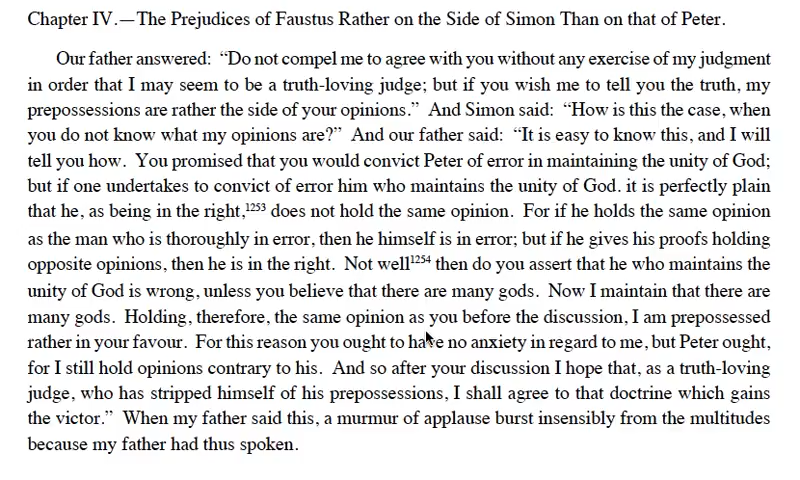 Chapter IV.—The Prejudices of Faustus Rather on the Side of Simon Than on that of Peter.
Our father answered: “Do not compel me to agree with you without any exercise of my judgment
in order that I may seem to be a truth-loving judge; but if you wish me to tell you the truth, my
prepossessions are rather the side of your opinions.” And Simon said: “How is this the case, when
you do not know what my opinions are?” And our father said: “It is easy to know this, and I will
tell you how. You promised that you would convict Peter of error in maintaining the unity of God;
but if one undertakes to convict of error him who maintains the unity of God. it is perfectly plain
that he, as being in the right,1253 does not hold the same opinion. For if he holds the same opinion
as the man who is thoroughly in error, then he himself is in error; but if he gives his proofs holding
opposite opinions, then he is in the right. Not well1254 then do you assert that he who maintains the
unity of God is wrong, unless you believe that there are many gods. Now I maintain that there are
many gods. Holding, therefore, the same opinion as you before the discussion, I am prepossessed
rather in your favour. For this reason you ought to have no anxiety in regard to me, but Peter ought,
for I still hold opinions contrary to his. And so after your discussion I hope that, as a truth-loving
judge, who has stripped himself of his prepossessions, I shall agree to that doctrine which gains
the victor.” When my father said this, a murmur of applause burst insensibly from the multitudes
because my father had thus spoken.